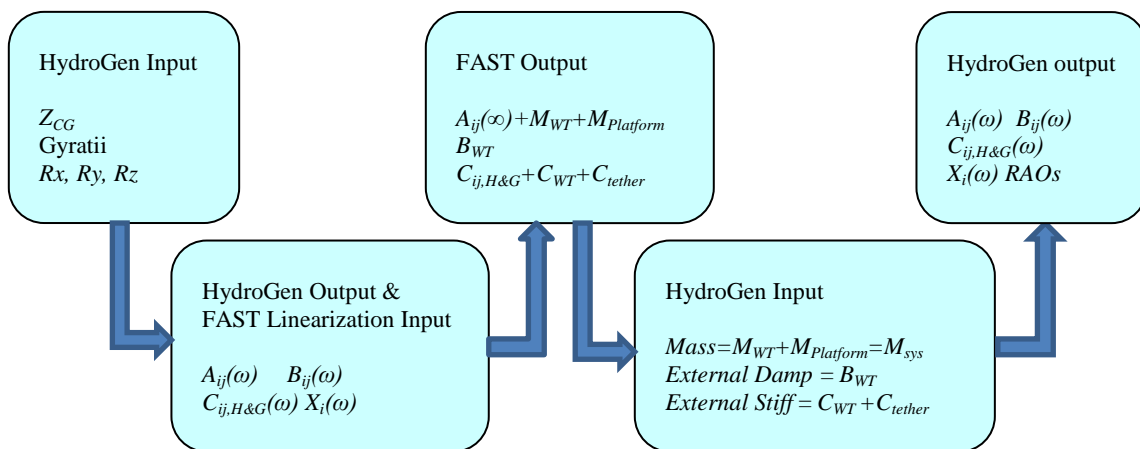 HydroGen Input
Z_CG
Gyratii
Rx, Ry, Rz
HydroGen Output &
FAST Linearization Input
A_ij(ω) B_ij(ω)
C_ij,H&G(ω) X_i(ω)
FAST Output
A_ij(∞)+M_WT+M_Platform
B_WT
C_ij,H&G+C_WT+C_tether
HydroGen Input
Mass=M_WT+M_Platform=M_sys
External Damp = B_WT
External Stiff = C_WT +C_tether
HydroGen output
A_ij(ω) B_ij(ω)
C_ij,H&G(ω)
X_i(ω) RAOs